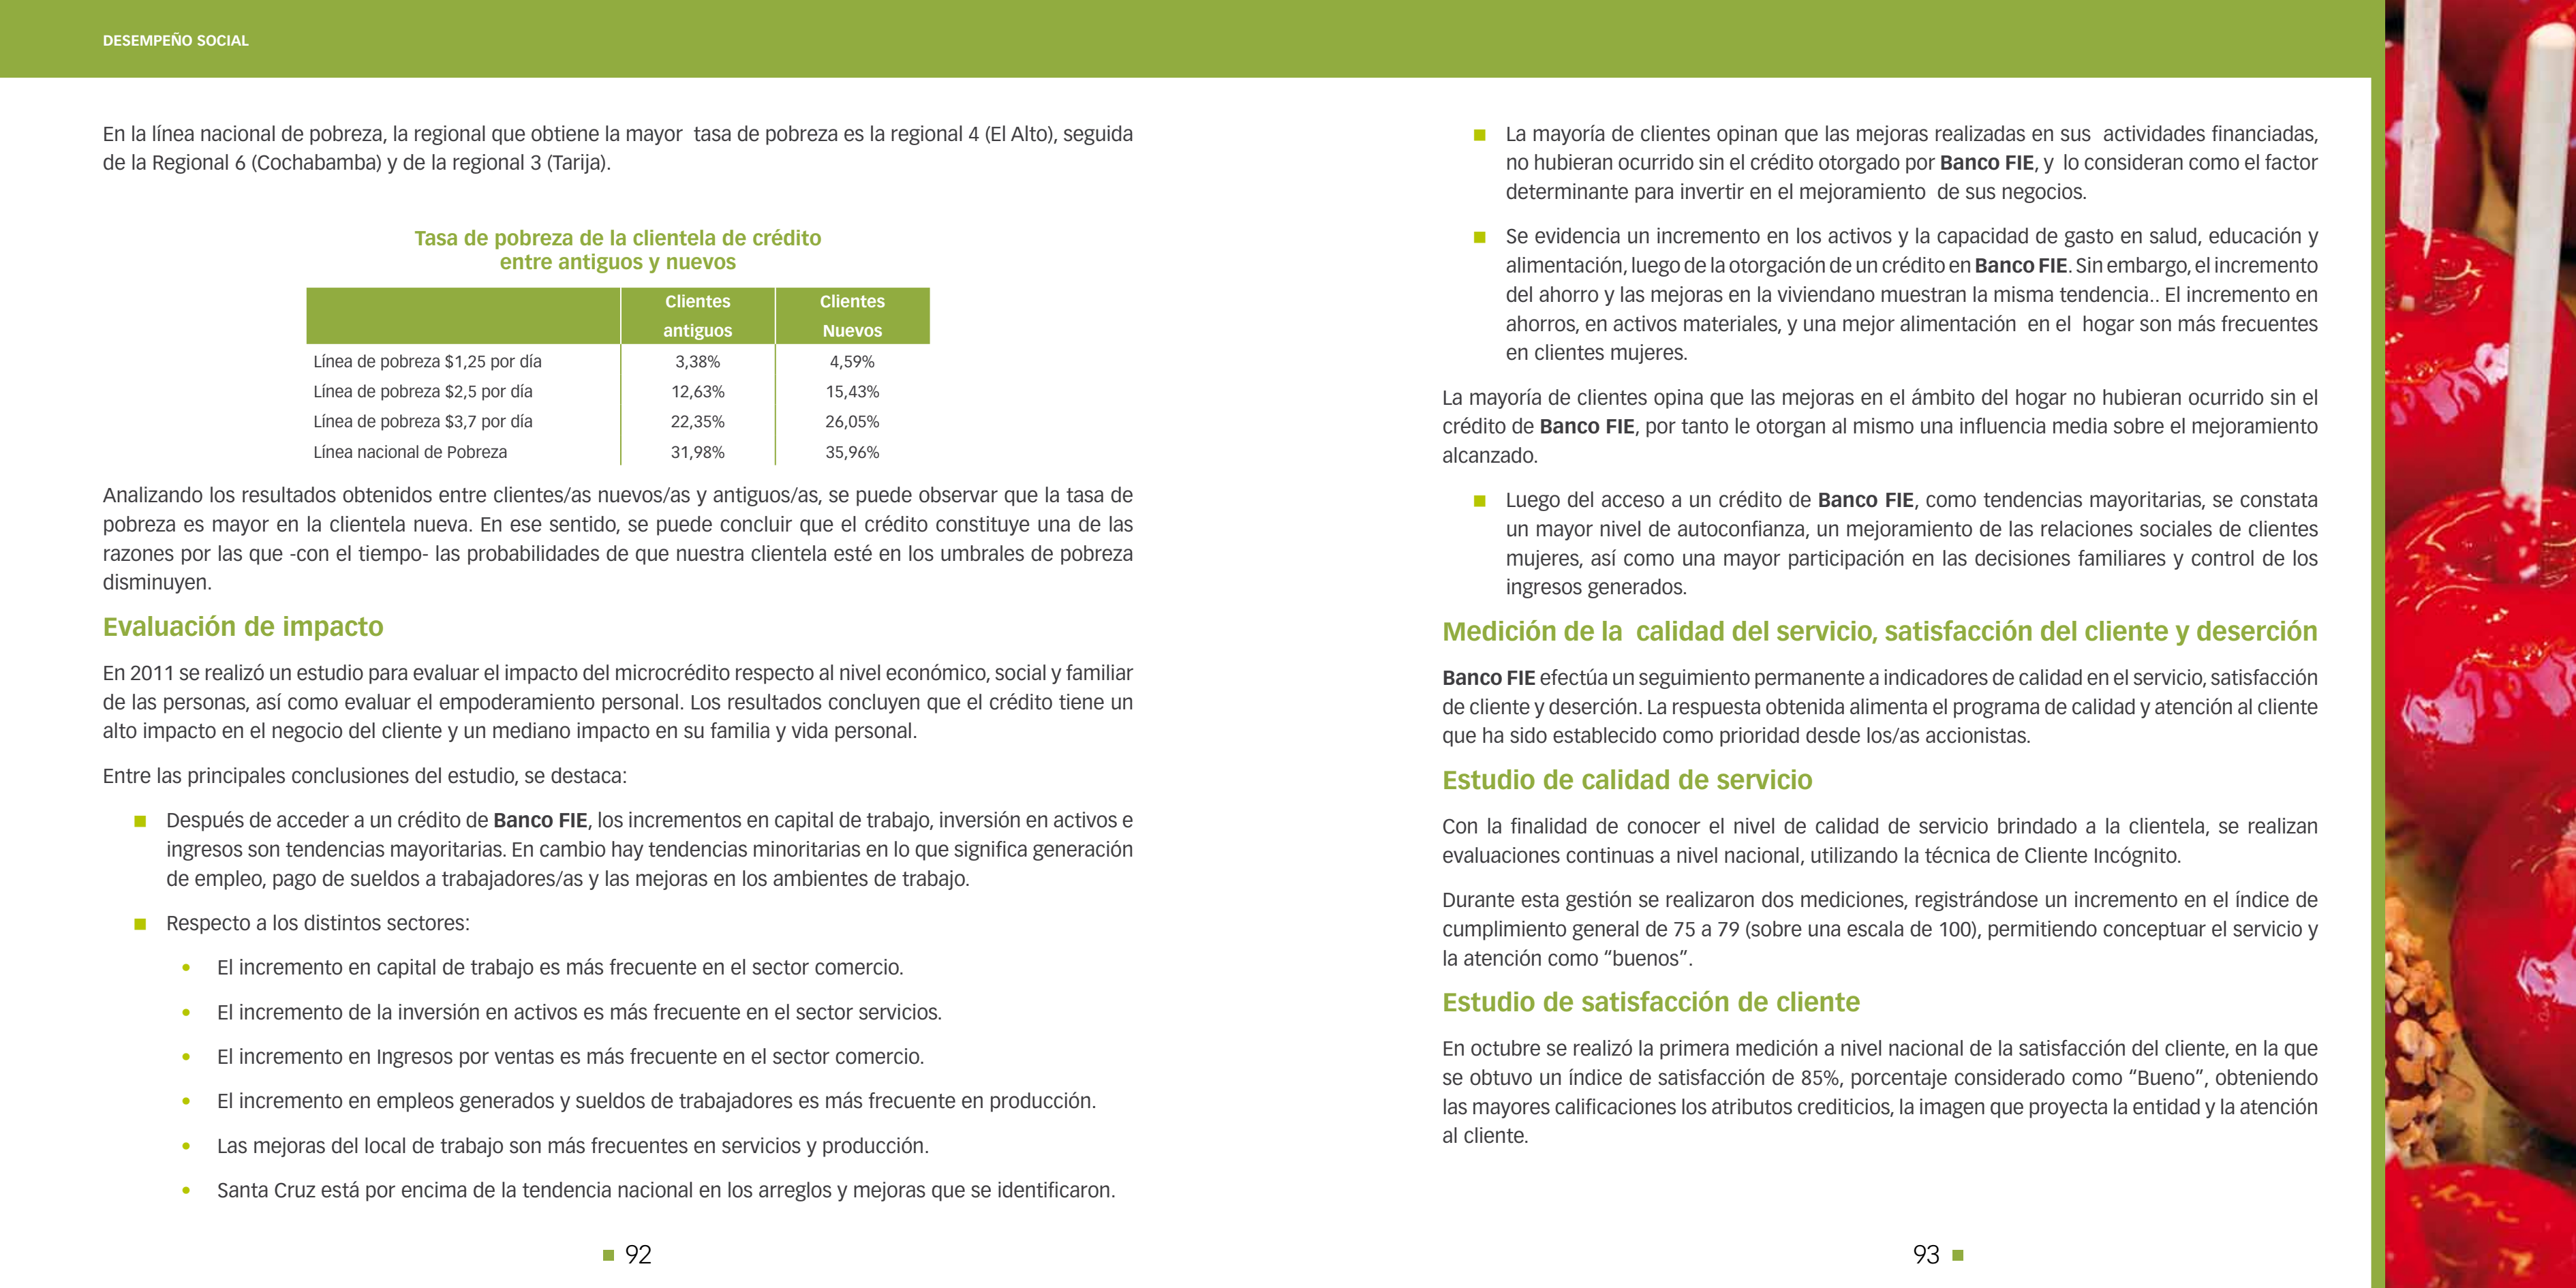 DESEMPEÑO SOCIAL
En la línea nacional de pobreza, la regional que obtiene la mayor  tasa de pobreza es la regional 4 (El Alto), seguida
de la Regional 6 (Cochabamba) y de la regional 3 (Tarija).
Tasa de pobreza de la clientela de crédito
entre antiguos y nuevos
Clientes antiguos Clientes Nuevos
Línea de pobreza $1,25 por día 3,38% 4,59%
Línea de pobreza $2,5 por día 12,63% 15,43%
Línea de pobreza $3,7 por día 22,35% 26,05%
Línea nacional de Pobreza 31,98% 35,96%
Analizando los resultados obtenidos entre clientes/as nuevos/as y antiguos/as, se puede observar que la tasa de
pobreza es mayor en la clientela nueva. En ese sentido, se puede concluir que el crédito constituye una de las
razones por las que -con el tiempo- las probabilidades de que nuestra clientela esté en los umbrales de pobreza
disminuyen.
Evaluación de impacto
En 2011 se realizó un estudio para evaluar el impacto del microcrédito respecto al nivel económico, social y familiar
de las personas, así como evaluar el empoderamiento personal. Los resultados concluyen que el crédito tiene un
alto impacto en el negocio del cliente y un mediano impacto en su familia y vida personal.
Entre las principales conclusiones del estudio, se destaca:
■ Después de acceder a un crédito de Banco FIE, los incrementos en capital de trabajo, inversión en activos e
ingresos son tendencias mayoritarias. En cambio hay tendencias minoritarias en lo que significa generación
de empleo, pago de sueldos a trabajadores/as y las mejoras en los ambientes de trabajo.
■ Respecto a los distintos sectores:
• El incremento en capital de trabajo es más frecuente en el sector comercio.
• El incremento de la inversión en activos es más frecuente en el sector servicios.
• El incremento en Ingresos por ventas es más frecuente en el sector comercio.
• El incremento en empleos generados y sueldos de trabajadores es más frecuente en producción.
• Las mejoras del local de trabajo son más frecuentes en servicios y producción.
• Santa Cruz está por encima de la tendencia nacional en los arreglos y mejoras que se identificaron.
■ 92
■ La mayoría de clientes opinan que las mejoras realizadas en sus  actividades financiadas,
no hubieran ocurrido sin el crédito otorgado por Banco FIE, y  lo consideran como el factor
determinante para invertir en el mejoramiento  de sus negocios.
■ Se evidencia un incremento en los activos y la capacidad de gasto en salud, educación y
alimentación, luego de la otorgación de un crédito en Banco FIE. Sin embargo, el incremento
del ahorro y las mejoras en la viviendano muestran la misma tendencia.. El incremento en
ahorros, en activos materiales, y una mejor alimentación  en el  hogar son más frecuentes
en clientes mujeres.
La mayoría de clientes opina que las mejoras en el ámbito del hogar no hubieran ocurrido sin el
crédito de Banco FIE, por tanto le otorgan al mismo una influencia media sobre el mejoramiento
alcanzado.
■ Luego del acceso a un crédito de Banco FIE, como tendencias mayoritarias, se constata
un mayor nivel de autoconfianza, un mejoramiento de las relaciones sociales de clientes
mujeres, así como una mayor participación en las decisiones familiares y control de los
ingresos generados.
Medición de la  calidad del servicio, satisfacción del cliente y deserción
Banco FIE efectúa un seguimiento permanente a indicadores de calidad en el servicio, satisfacción
de cliente y deserción. La respuesta obtenida alimenta el programa de calidad y atención al cliente
que ha sido establecido como prioridad desde los/as accionistas.
Estudio de calidad de servicio
Con la finalidad de conocer el nivel de calidad de servicio brindado a la clientela, se realizan
evaluaciones continuas a nivel nacional, utilizando la técnica de Cliente Incógnito.
Durante esta gestión se realizaron dos mediciones, registrándose un incremento en el índice de
cumplimiento general de 75 a 79 (sobre una escala de 100), permitiendo conceptuar el servicio y
la atención como “buenos”.
Estudio de satisfacción de cliente
En octubre se realizó la primera medición a nivel nacional de la satisfacción del cliente, en la que
se obtuvo un índice de satisfacción de 85%, porcentaje considerado como “Bueno”, obteniendo
las mayores calificaciones los atributos crediticios, la imagen que proyecta la entidad y la atención
al cliente.
93 ■